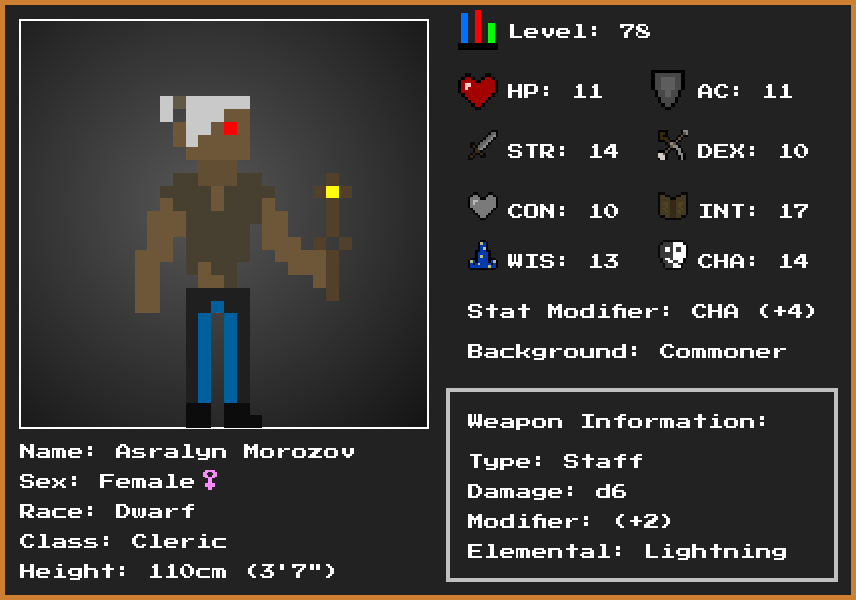 Level: 78
HP: 11
AC: 11
STR: 14
DEX: 10
CON: 10
INT: 17
WIS: 13
CHA: 14
Stat Modifier: CHA (+4)
Background: Commoner
Weapon Information:
Type: Staff
Damage: d6
Modifier: (+2)
Elemental: Lightning
Name: Asralyn Morozov
Sex: Female♀
Race: Dwarf
Class: Cleric
Height: 110cm (3'7")